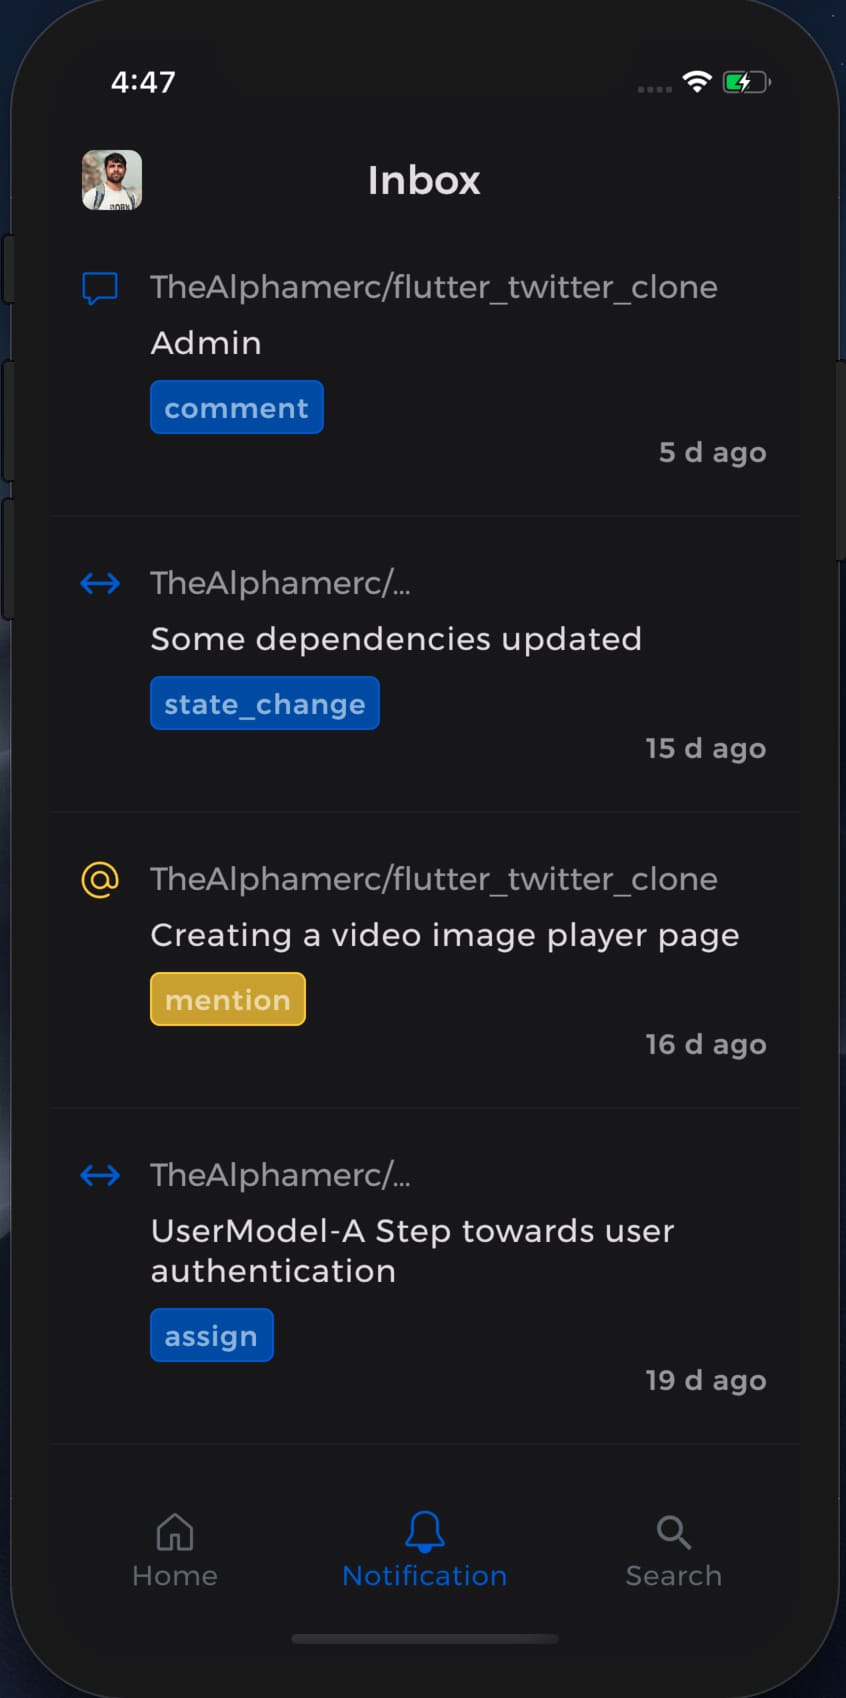 4:47
Inbox
TheAlphamerc/flutter_twitter_clone
Admin
comment
5 d ago
TheAlphamerc/...
Some dependencies updated
state_change
15 d ago
TheAlphamerc/flutter_twitter_clone
Creating a video image player page
mention
16 d ago
TheAlphamerc/...
UserModel-A Step towards user
authentication
assign
19 d ago
Home
Notification
Search